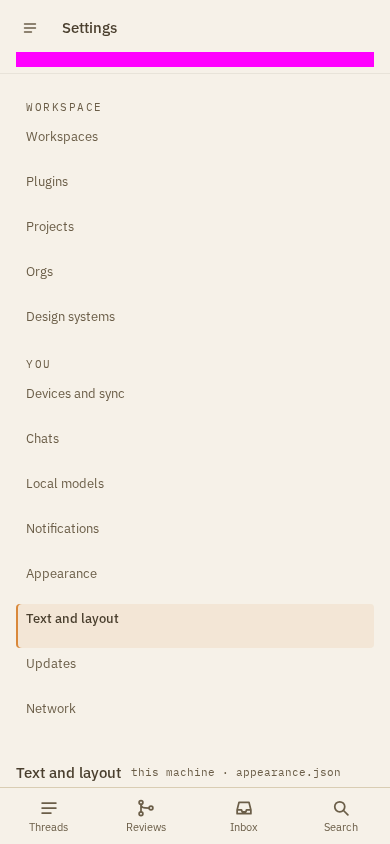 Settings
WORKSPACE
Workspaces
Plugins
Projects
Orgs
Design systems
YOU
Devices and sync
Chats
Local models
Notifications
Appearance
Text and layout
Updates
Network
Text and layout this machine · appearance.json
Threads Reviews Inbox Search